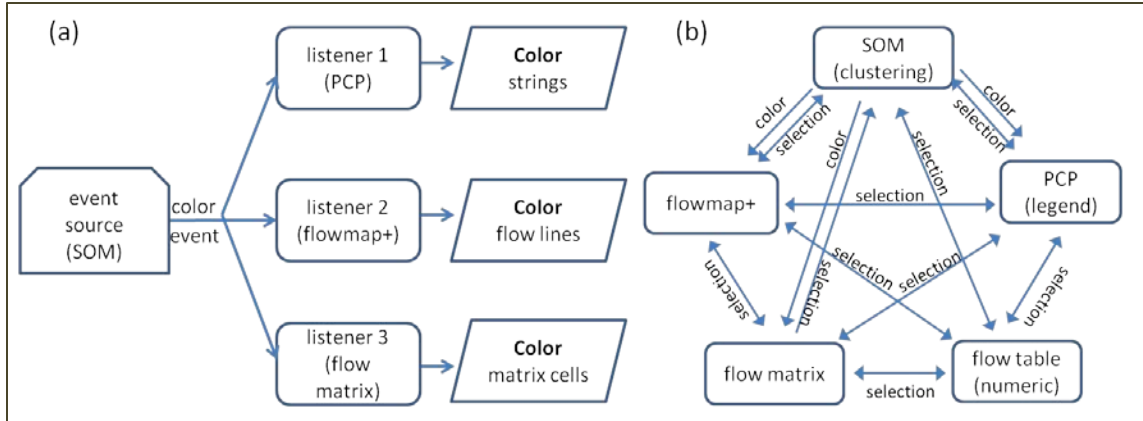 (a)
event
source
(SOM)
color
event
listener 1
(PCP)
Color
strings
listener 2
(flowmap+)
Color
flow lines
listener 3
(flow
matrix)
Color
matrix cells
(b)
SOM
(clustering)
color
selection
color
selection
color
selection
selection
flowmap+
selection
PCP
(legend)
selection
selection
selection
selection
flow matrix
selection
flow table
(numeric)